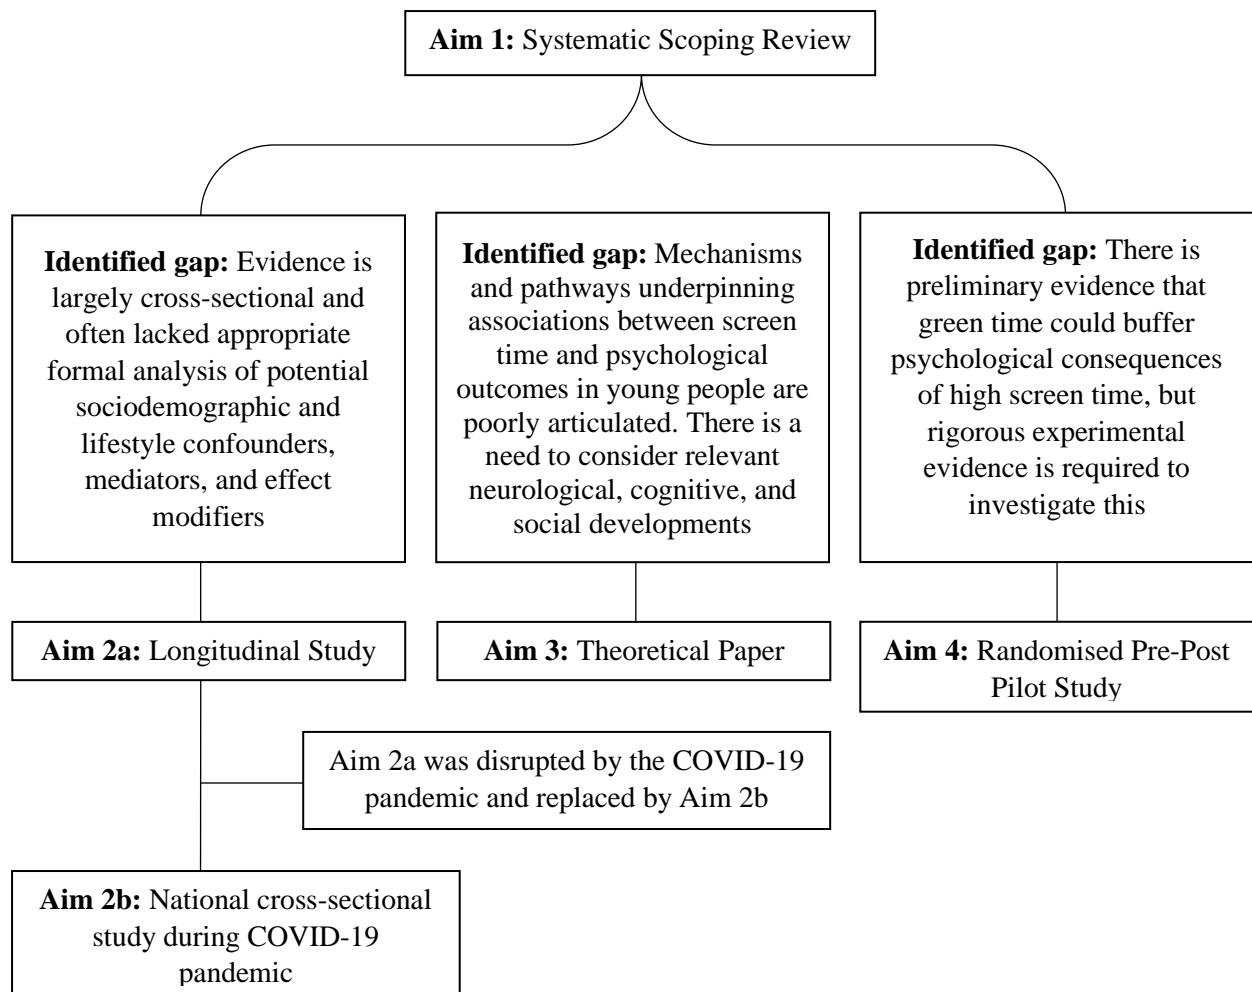 Aim 1: Systematic Scoping Review
Identified gap: Evidence is
largely cross-sectional and
often lacked appropriate
formal analysis of potential
sociodemographic and
lifestyle confounders,
mediators, and effect
modifiers
Identified gap: Mechanisms
and pathways underpinning
associations between screen
time and psychological
outcomes in young people are
poorly articulated. There is a
need to consider relevant
neurological, cognitive, and
social developments
Identified gap: There is
preliminary evidence that
green time could buffer
psychological consequences
of high screen time, but
rigorous experimental
evidence is required to
investigate this
Aim 2a: Longitudinal Study
Aim 3: Theoretical Paper
Aim 4: Randomised Pre-Post
Pilot Study
Aim 2a was disrupted by the COVID-19
pandemic and replaced by Aim 2b
Aim 2b: National cross-sectional
study during COVID-19
pandemic